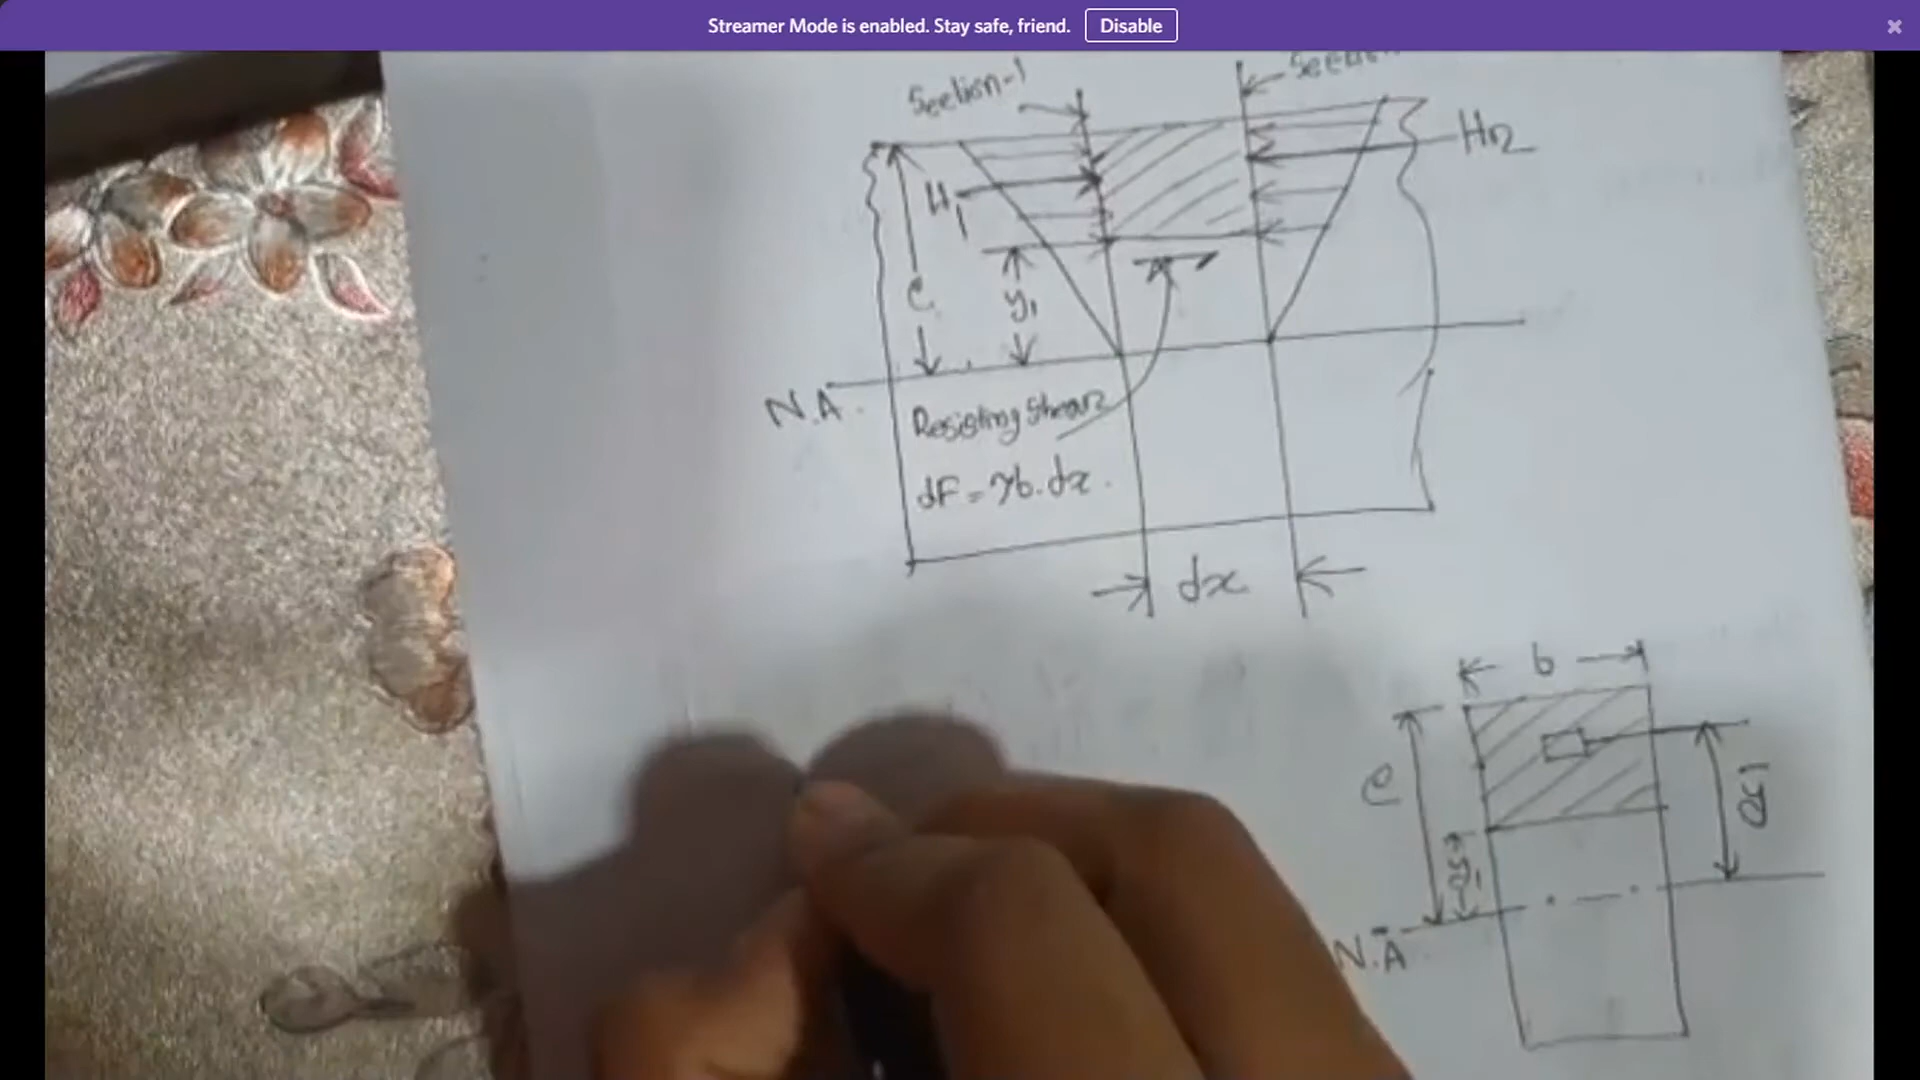 Streamer Mode is enabled. Stay safe, friend. Disable
Section-1
H1
H2
c
y1
N.A.
Resisting Shear
dF = τb.dx.
dx
b
c
y1
N.A